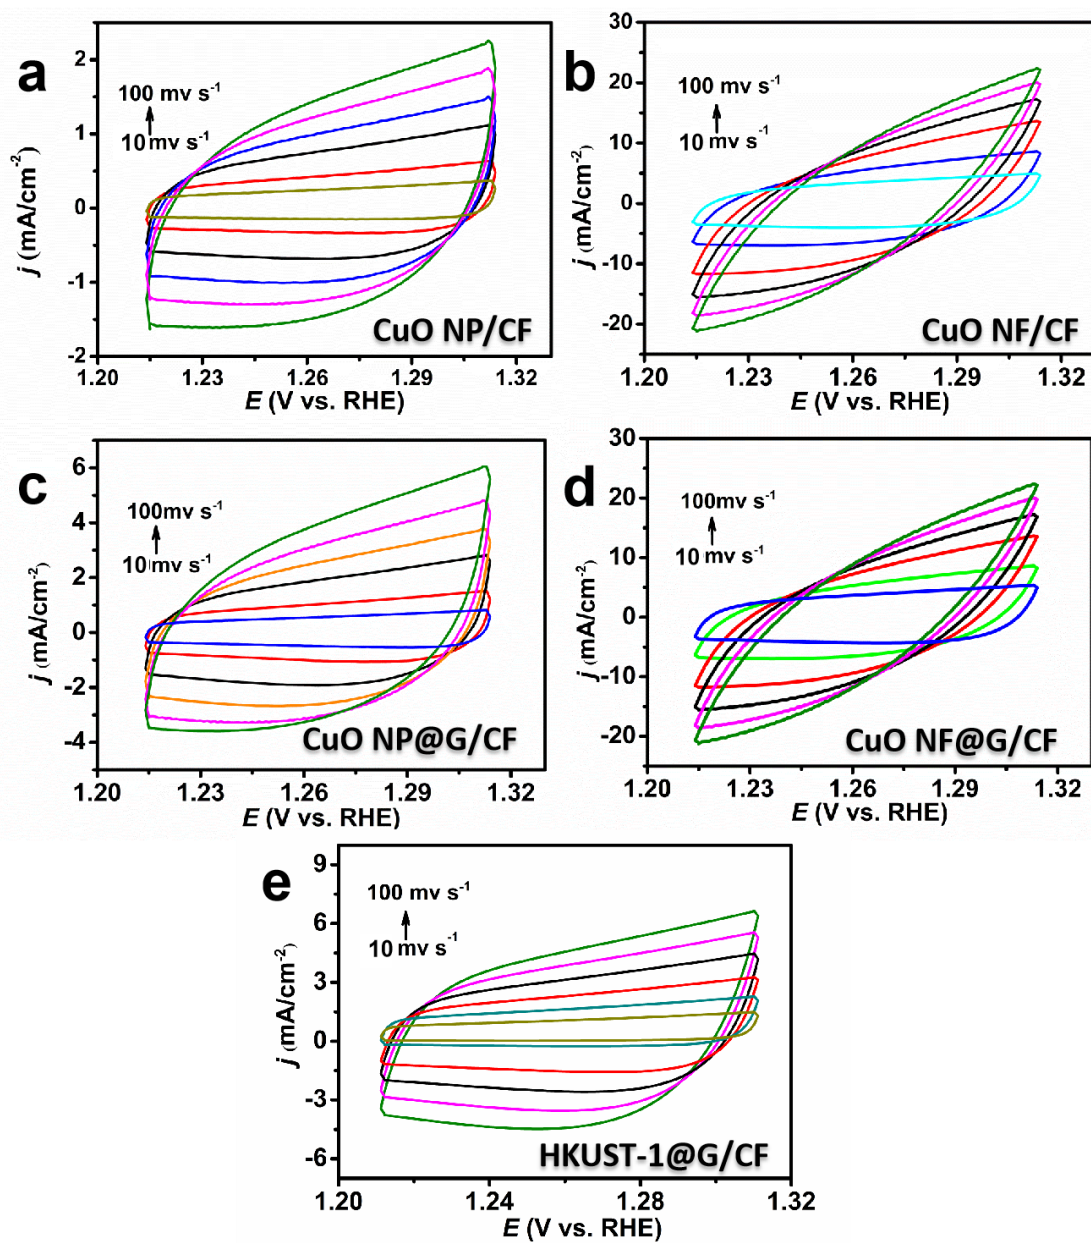 a
100 mv s-1
10 mv s-1
j (mA/cm-2)
2
1
0
-1
-2
CuO NP/CF
1.20 1.23 1.26 1.29 1.32
E (V vs. RHE)
b
100 mv s-1
10 mv s-1
j (mA/cm-2)
30
20
10
0
-10
-20
CuO NF/CF
1.20 1.23 1.26 1.29 1.32
E (V vs. RHE)
c
100mv s-1
10mv s-1
j (mA/cm-2)
6
4
2
0
-2
-4
CuO NP@G/CF
1.20 1.23 1.26 1.29 1.32
E (V vs. RHE)
d
100mv s-1
10mv s-1
j (mA/cm-2)
30
20
10
0
-10
-20
CuO NF@G/CF
1.20 1.23 1.26 1.29 1.32
E (V vs. RHE)
e
100 mv s-1
10 mv s-1
j (mA/cm-2)
9
6
3
0
-3
-6
HKUST-1@G/CF
1.20 1.24 1.28 1.32
E (V vs. RHE)